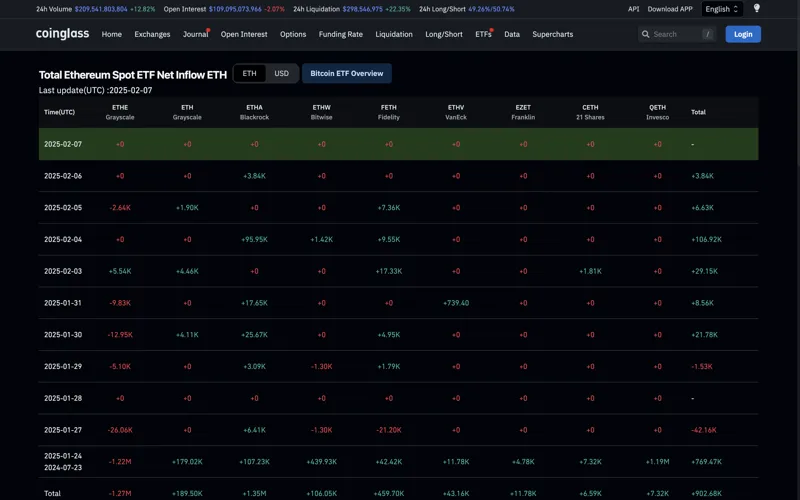 24h Volume $209,541,803,804 +12.82% Open Interest $109,095,073,966 -2.07% 24h Liquidation $298,546,975 +22.35% 24h Long/Short 49.26%/50.74% API Download APP English
coinglass Home Exchanges Journal Open Interest Options Funding Rate Liquidation Long/Short ETFs Data Supercharts Search / Login
Total Ethereum Spot ETF Net Inflow ETH ETH USD Bitcoin ETF Overview
Last update(UTC) :2025-02-07
Time(UTC) ETHE ETH ETHA ETHW FETH ETHV EZET CETH QETH Total
Grayscale Grayscale Blackrock Bitwise Fidelity VanEck Franklin 21 Shares Invesco
2025-02-07 +0 +0 +0 +0 +0 +0 +0 +0 +0 -
2025-02-06 +0 +0 +3.84K +0 +0 +0 +0 +0 +0 +3.84K
2025-02-05 -2.64K +1.90K +0 +0 +7.36K +0 +0 +0 +0 +6.63K
2025-02-04 +0 +0 +95.95K +1.42K +9.55K +0 +0 +0 +0 +106.92K
2025-02-03 +5.54K +4.46K +0 +0 +17.33K +0 +0 +1.81K +0 +29.15K
2025-01-31 -9.83K +0 +17.65K +0 +0 +739.40 +0 +0 +0 +8.56K
2025-01-30 -12.95K +4.11K +25.67K +0 +4.95K +0 +0 +0 +0 +21.78K
2025-01-29 -5.10K +0 +3.09K -1.30K +1.79K +0 +0 +0 +0 -1.53K
2025-01-28 +0 +0 +0 +0 +0 +0 +0 +0 +0 -
2025-01-27 -26.06K +0 +6.41K -1.30K -21.20K +0 +0 +0 +0 -42.16K
2025-01-24
2024-07-23 -1.22M +179.02K +107.23K +439.93K +42.42K +11.78K +4.78K +7.32K +1.19M +769.47K
Total -1.27M +189.50K +1.35M +106.05K +459.70K +43.16K +11.78K +6.59K +7.32K +902.68K